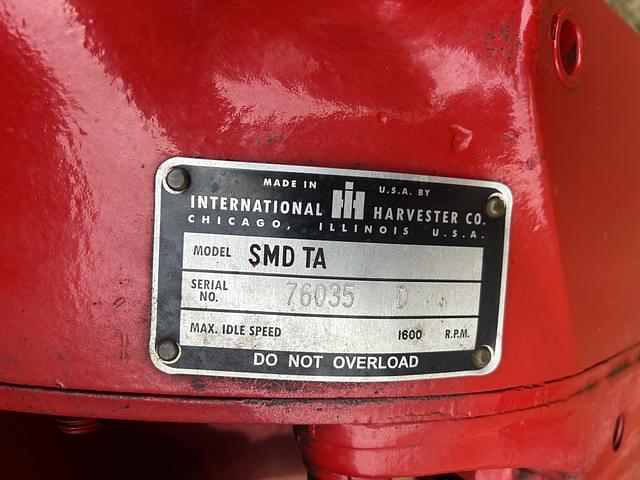 MADE IN U.S.A. BY
INTERNATIONAL IH HARVESTER CO.
CHICAGO, ILLINOIS U.S.A.
MODEL SMD TA
SERIAL NO. 76035 D
MAX. IDLE SPEED 1600 R.P.M.
DO NOT OVERLOAD